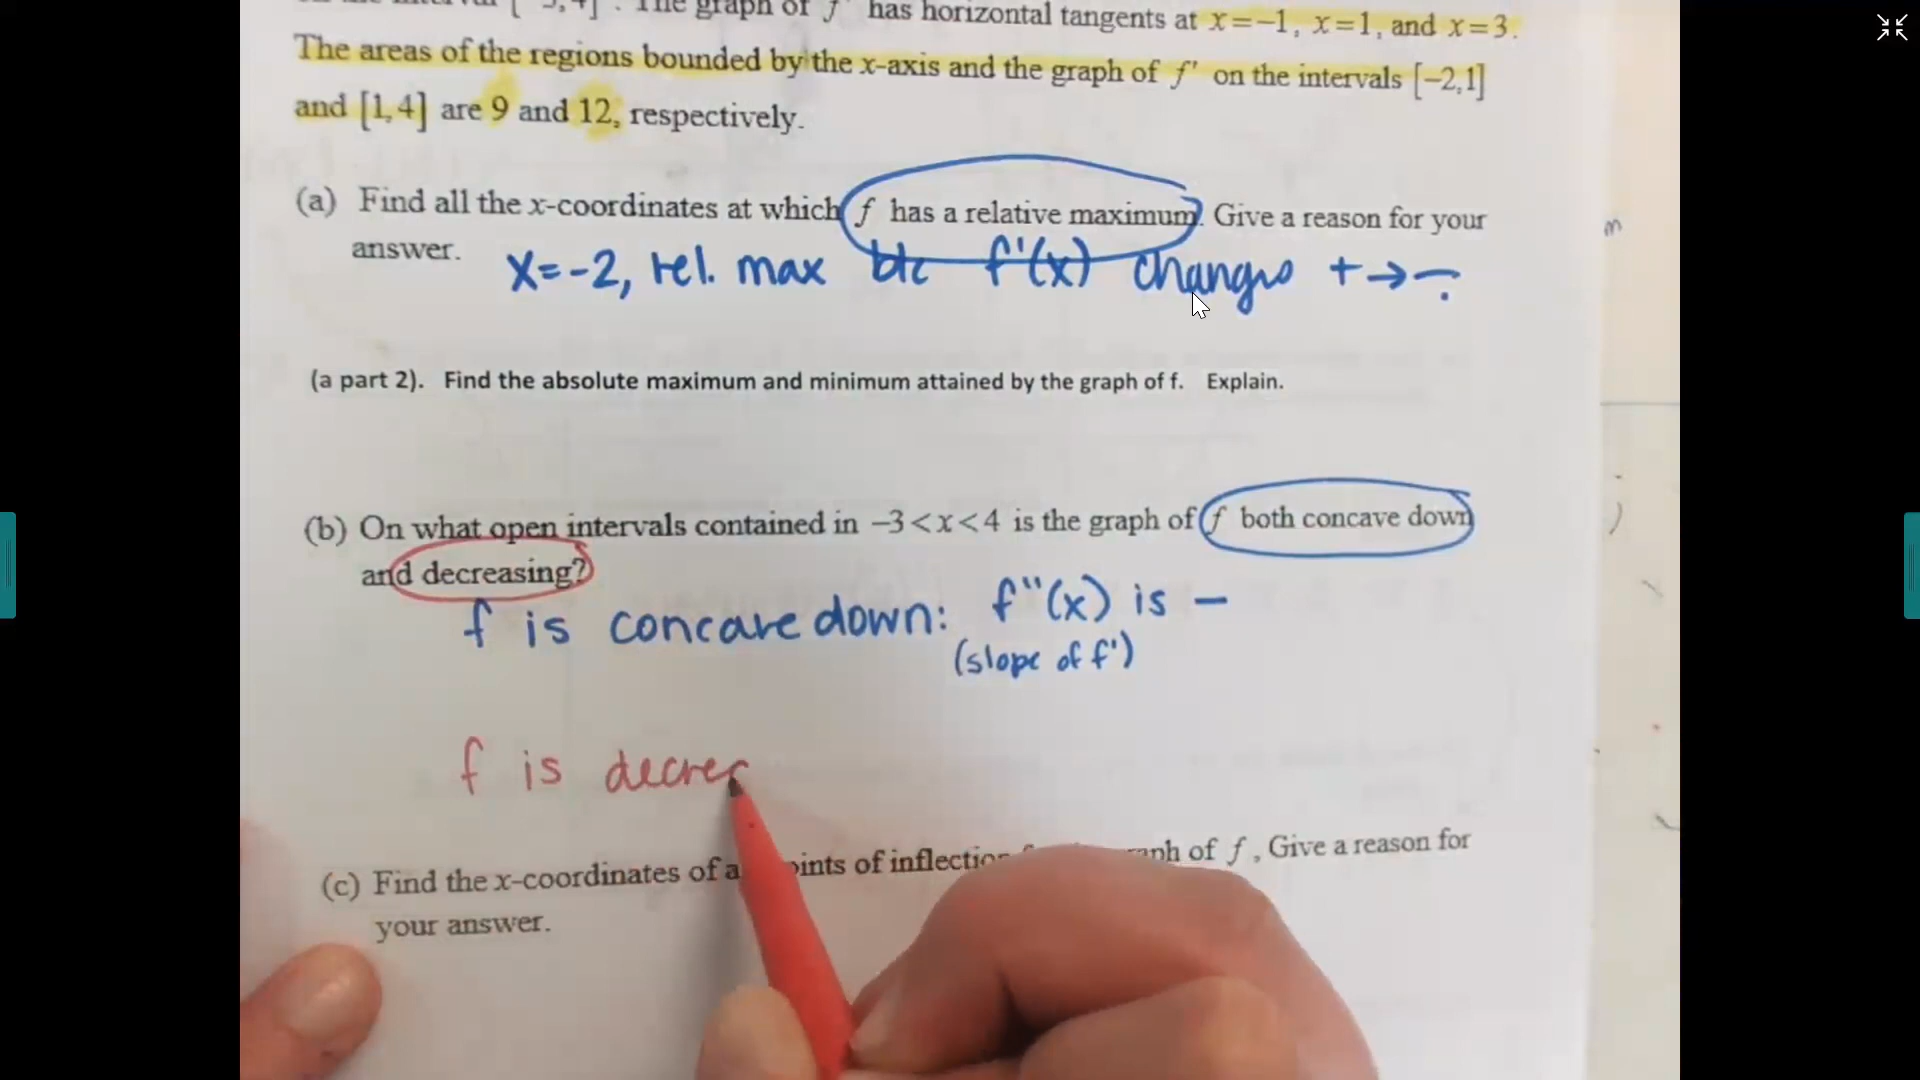 The graph of f has horizontal tangents at x=−1, x=1, and x=3.
The areas of the regions bounded by the x-axis and the graph of f' on the intervals [−2,1]
and [1,4] are 9 and 12, respectively.
(a) Find all the x-coordinates at which f has a relative maximum. Give a reason for your
answer.
x=-2, rel. max b/c f'(x) changes + → −.
(a part 2). Find the absolute maximum and minimum attained by the graph of f. Explain.
(b) On what open intervals contained in −3<x<4 is the graph of f both concave down
and decreasing?
f is concave down: f"(x) is −
(slope of f')
f is decrea
(c) Find the x-coordinates of a oints of inflection graph of f, Give a reason for
your answer.
m